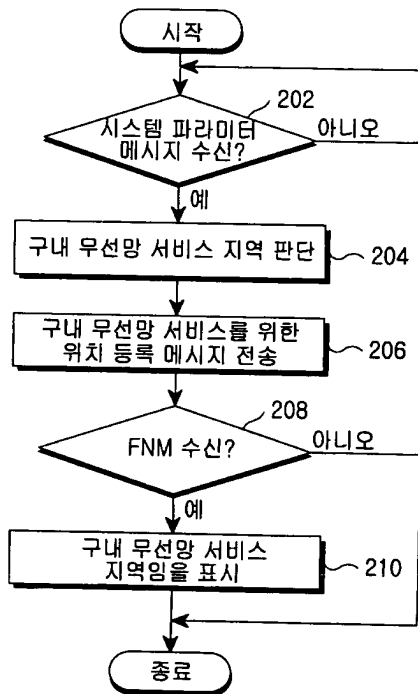 시작
202
시스템 파라미터
메시지 수신?
아니오
예
구내 무선망 서비스 지역 판단
204
구내 무선망 서비스를 위한
위치 등록 메시지 전송
206
208
FNM 수신?
아니오
예
구내 무선망 서비스
지역임을 표시
210
종료